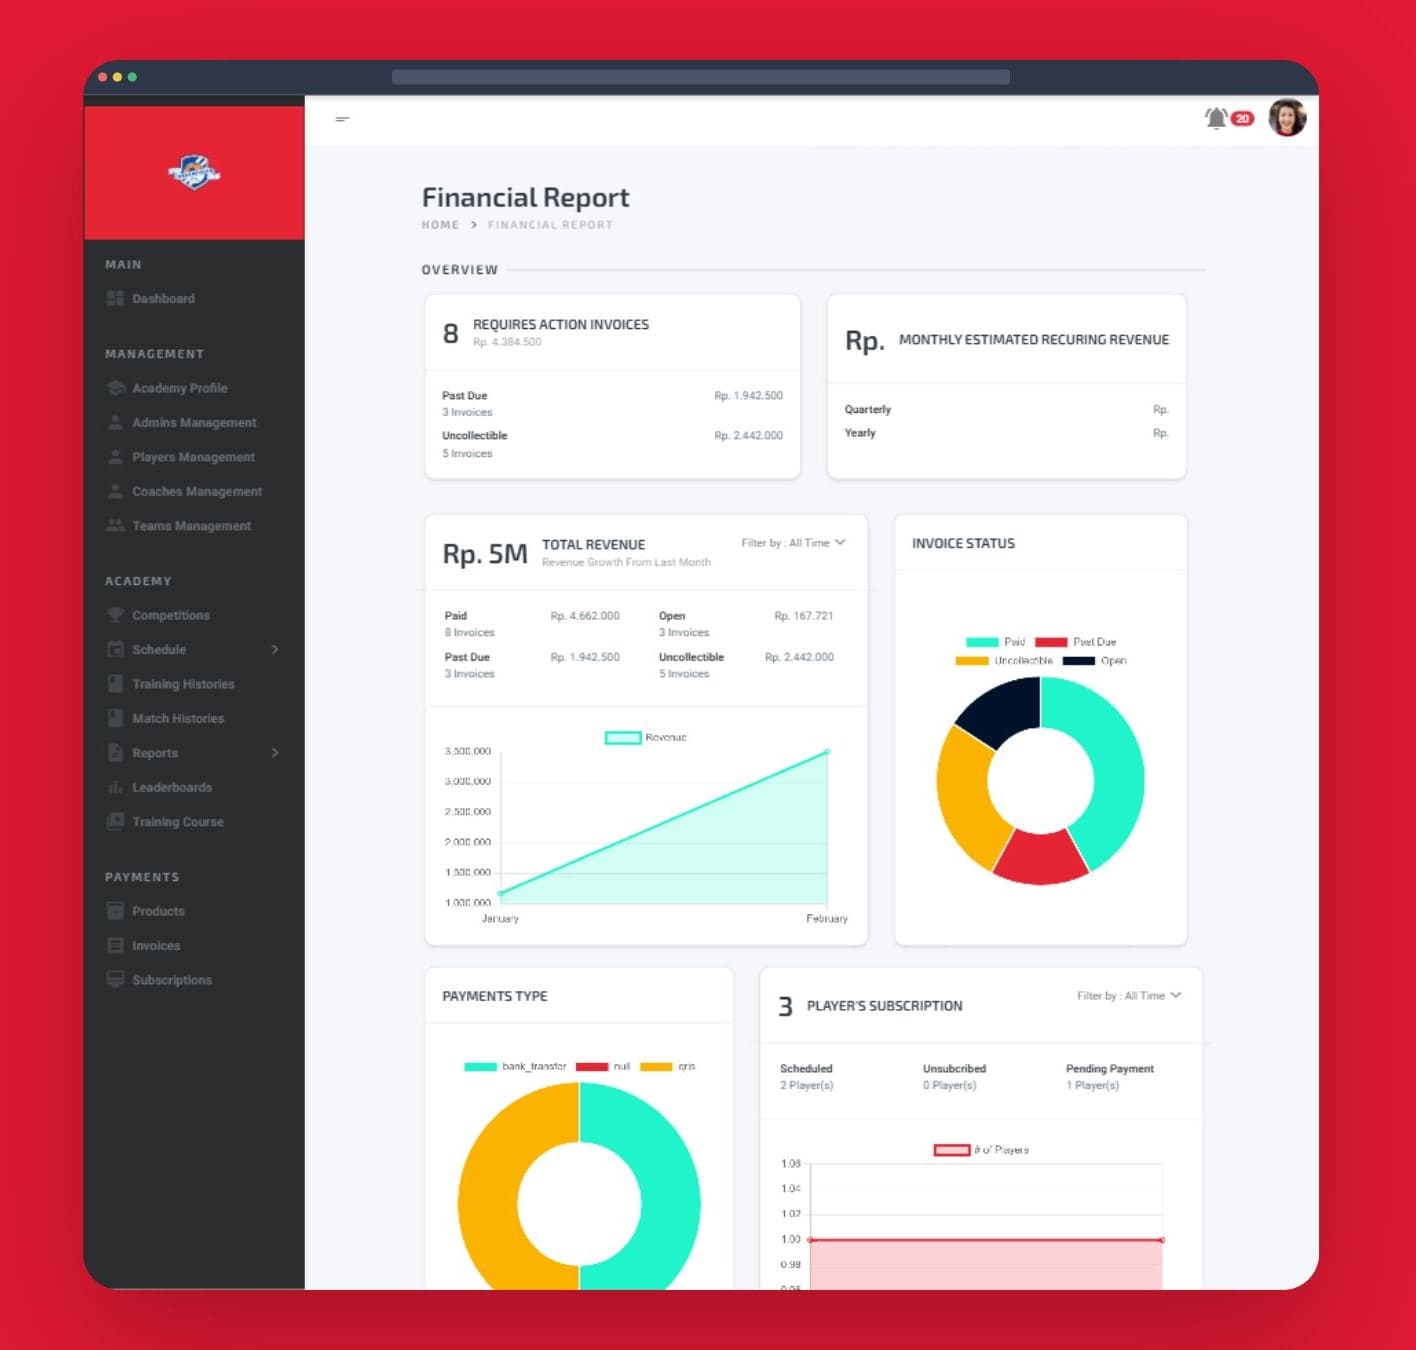 20
MAIN
Dashboard
MANAGEMENT
Academy Profile
Admins Management
Players Management
Coaches Management
Teams Management
ACADEMY
Competitions
Schedule
Training Histories
Match Histories
Reports
Leaderboards
Training Course
PAYMENTS
Products
Invoices
Subscriptions
Financial Report
HOME > FINANCIAL REPORT
OVERVIEW
8 REQUIRES ACTION INVOICES
Rp. 4.384.500
Past Due Rp. 1.942.500
3 Invoices
Uncollectible Rp. 2.442.000
5 Invoices
Rp. MONTHLY ESTIMATED RECURING REVENUE
Quarterly Rp.
Yearly Rp.
Rp. 5M TOTAL REVENUE Filter by : All Time
Revenue Growth From Last Month
Paid Rp. 4.662.000 Open Rp. 167.721
8 Invoices 3 Invoices
Past Due Rp. 1.942.500 Uncollectible Rp. 2.442.000
3 Invoices 5 Invoices
Revenue
3,500,000
3,000,000
2,500,000
2,000,000
1,500,000
1,000,000
January February
INVOICE STATUS
Paid Past Due
Uncollectible Open
PAYMENTS TYPE
bank_transfer null qris
3 PLAYER'S SUBSCRIPTION Filter by : All Time
Scheduled Unsubcribed Pending Payment
2 Player(s) 0 Player(s) 1 Player(s)
# of Players
1.06
1.04
1.02
1.00
0.98